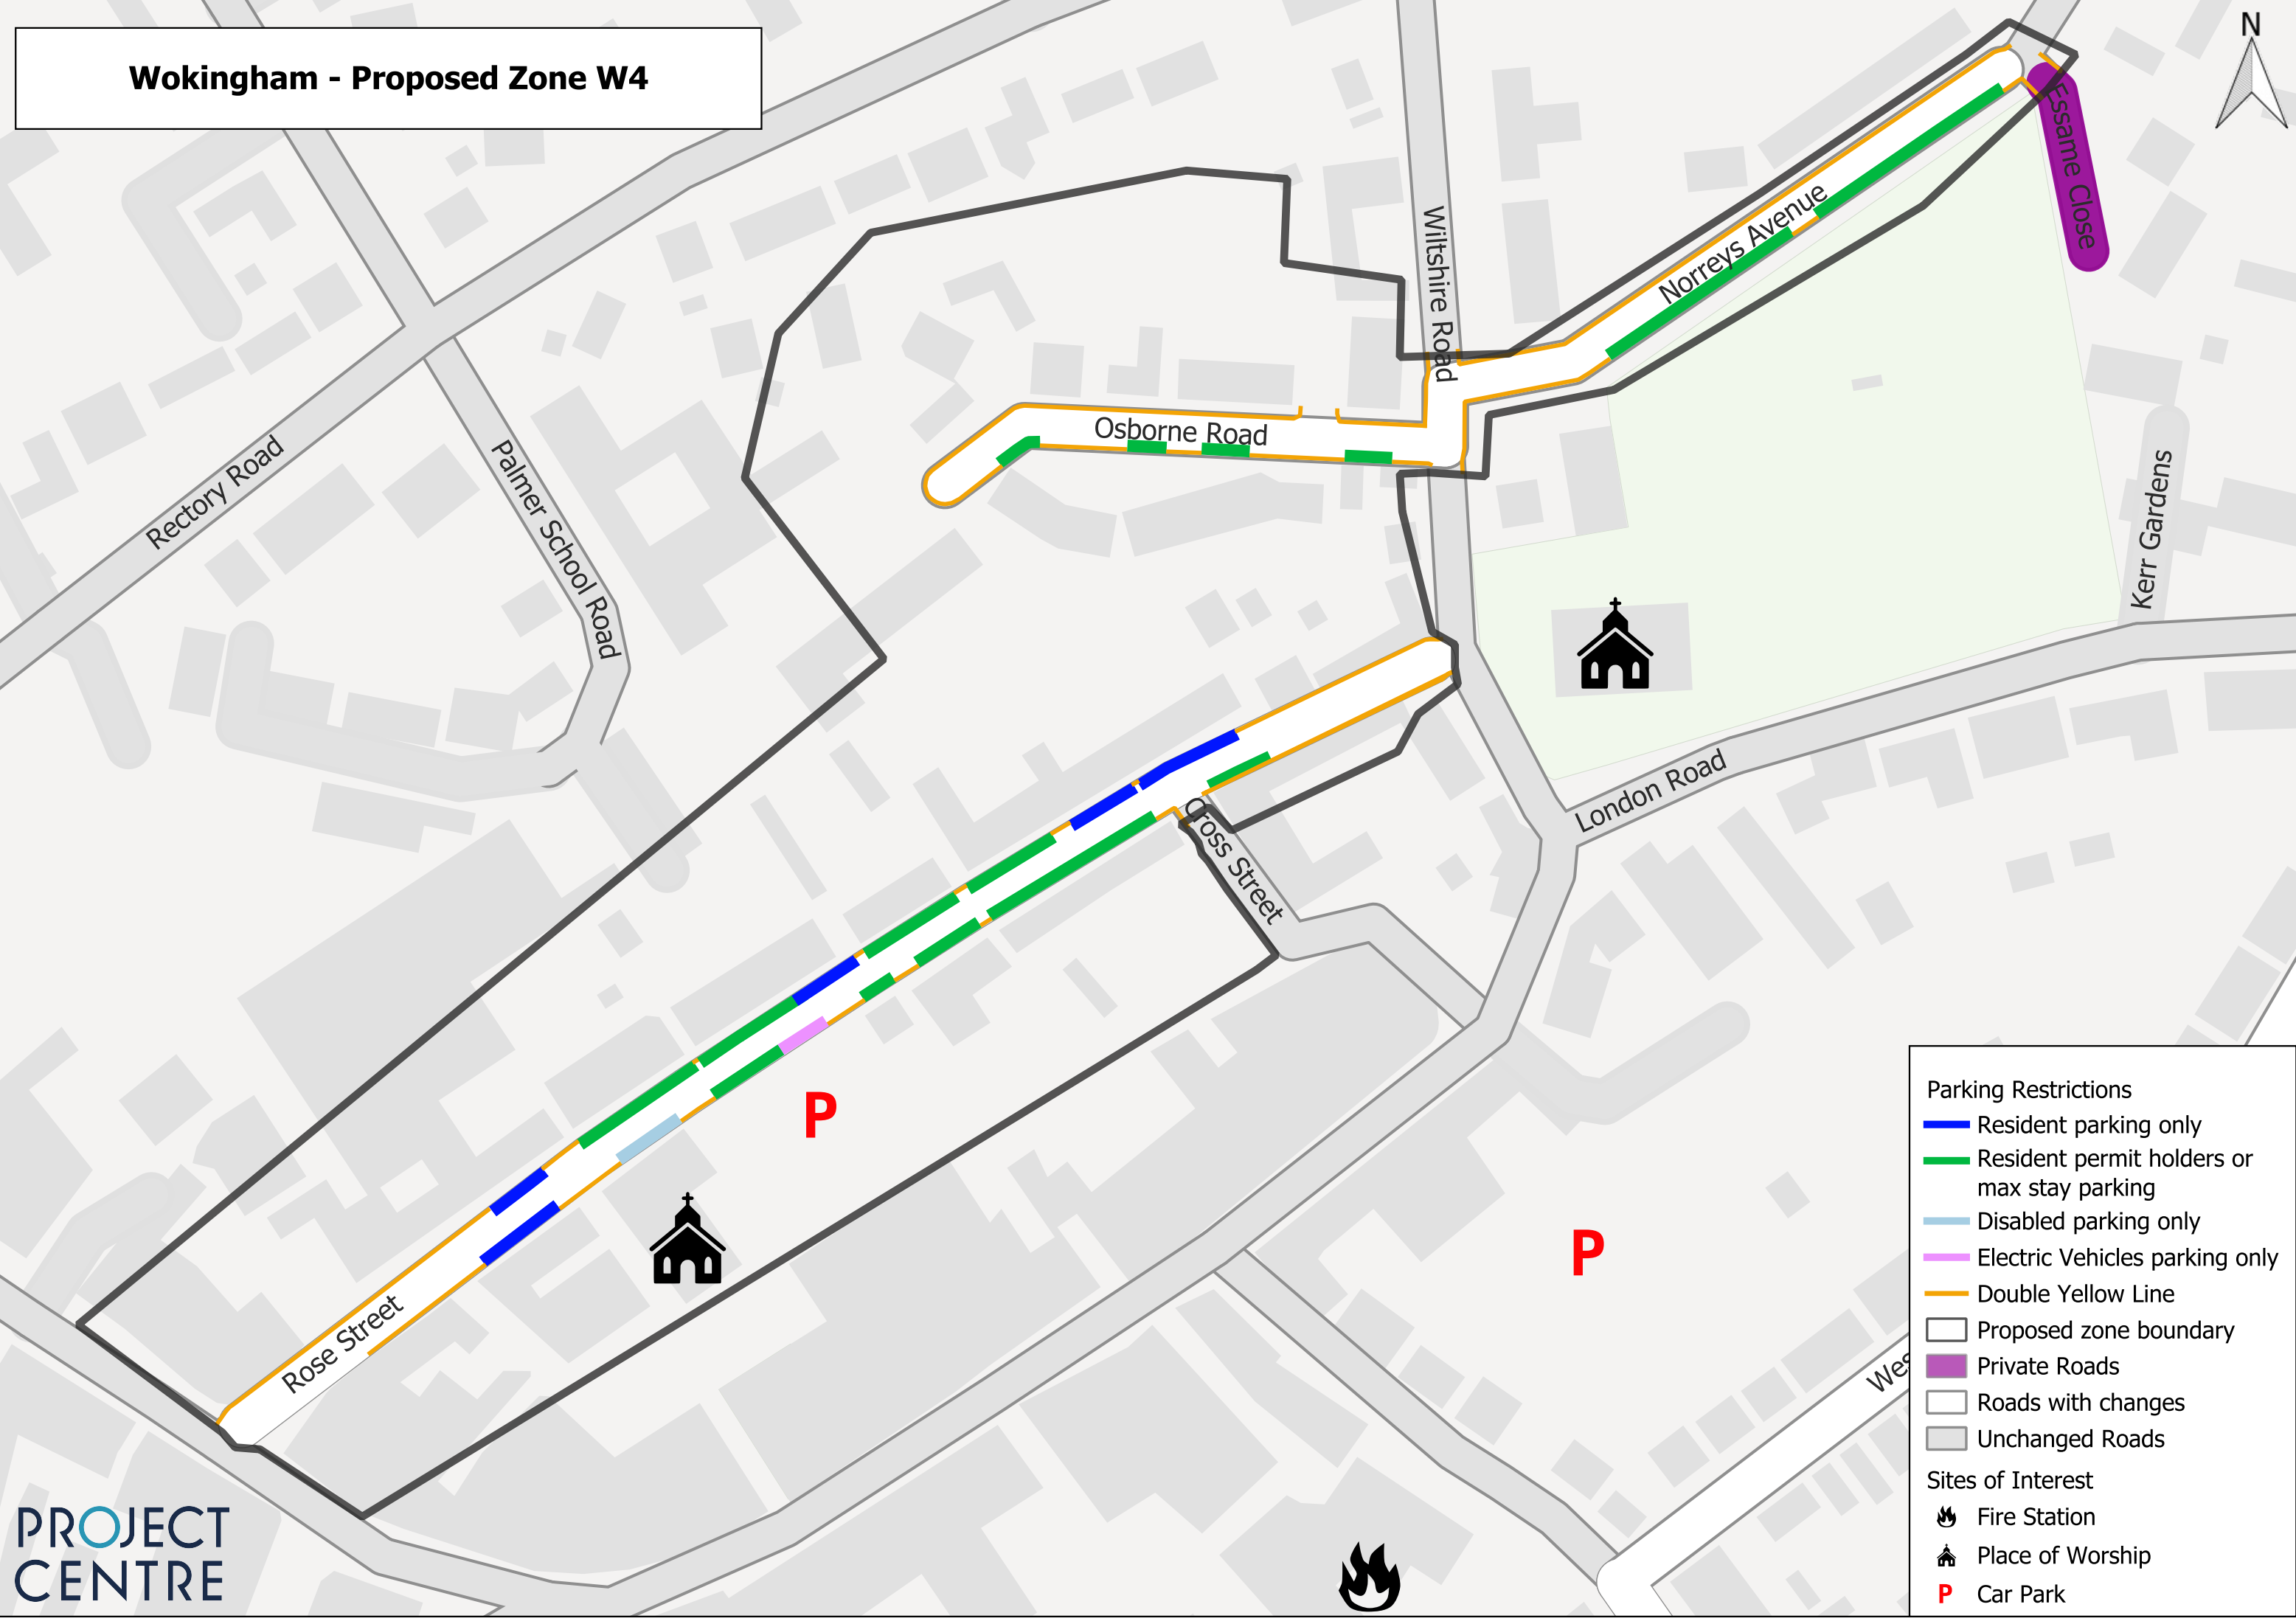 Wokingham - Proposed Zone W4
N
Essame Close
Norreys Avenue
Wiltshire Road
Osborne Road
Rectory Road
Palmer School Road
Kerr Gardens
London Road
Cross Street
P
P
Rose Street
Wes
Parking Restrictions
Resident parking only
Resident permit holders or
max stay parking
Disabled parking only
Electric Vehicles parking only
Double Yellow Line
Proposed zone boundary
Private Roads
Roads with changes
Unchanged Roads
Sites of Interest
Fire Station
Place of Worship
P Car Park
PROJECT
CENTRE